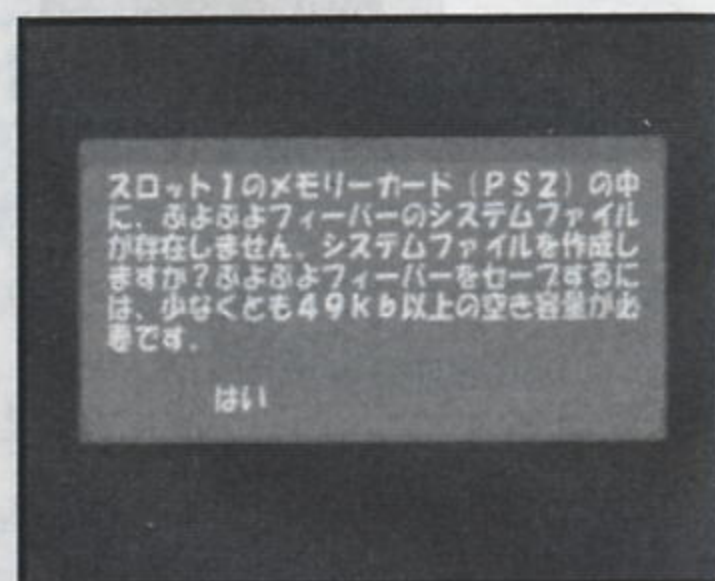 スロット1のメモリーカード（PS2）の中
に、ぷよぷよフィーバーのシステムファイル
が存在しません。システムファイルを作成し
ますか？ぷよぷよフィーバーをセーブするに
は、少なくとも49kb以上の空き容量が必
要です。
はい